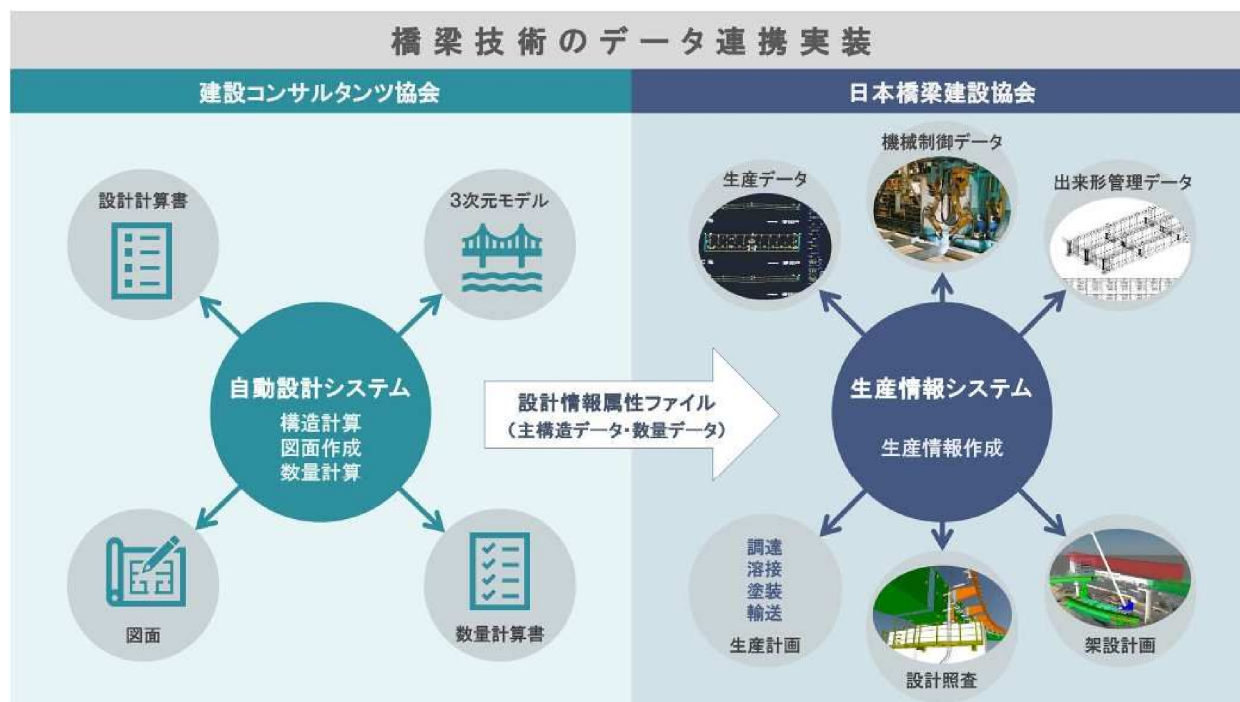 橋梁技術のデータ連携実装
建設コンサルタンツ協会
日本橋梁建設協会
設計計算書
3次元モデル
自動設計システム
構造計算
図面作成
数量計算
図面
数量計算書
設計情報属性ファイル
(主構造データ・数量データ)
生産データ
機械制御データ
出来形管理データ
生産情報システム
生産情報作成
調達
溶接
塗装
輸送
生産計画
設計照査
架設計画